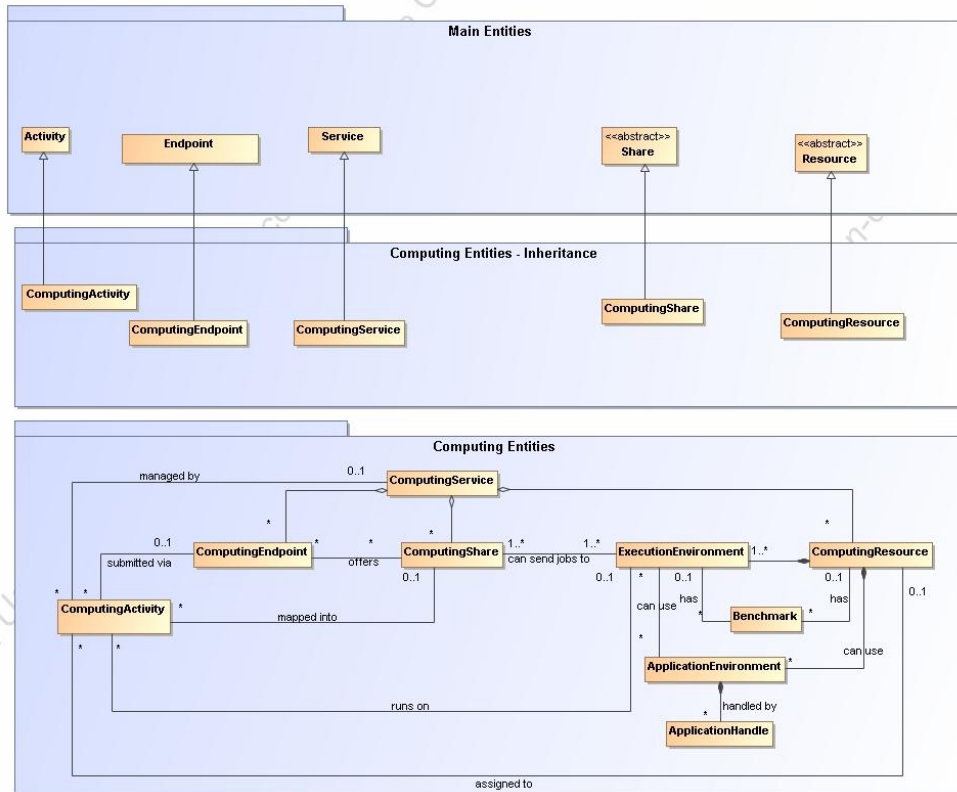 Main Entities
Activity
Endpoint
Service
<<abstract>>
Share
<<abstract>>
Resource
Computing Entities - Inheritance
ComputingActivity
ComputingEndpoint
ComputingService
ComputingShare
ComputingResource
Computing Entities
managed by
0..1
ComputingService
*
*
*
0..1
submitted via
ComputingEndpoint
*
offers
*
ComputingShare
0..1
1..*
can send jobs to
1..*
ExecutionEnvironment
0..1
*
0..1
1..*
ComputingResource
0..1
0..1
*
*
ComputingActivity
*
*
*
mapped into
can use
has
*
Benchmark
*
has
*
ApplicationEnvironment
*
can use
runs on
handled by
*
ApplicationHandle
assigned to